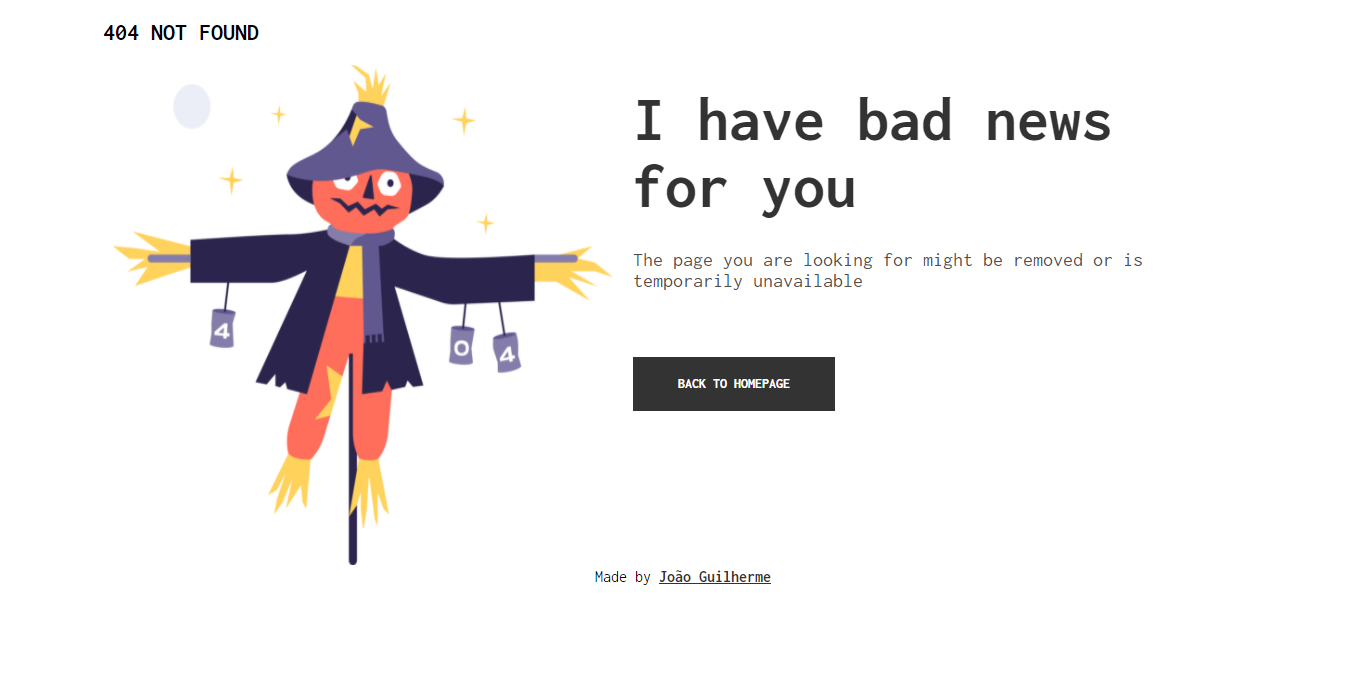 404 NOT FOUND
I have bad news
for you
The page you are looking for might be removed or is
temporarily unavailable
4
0
4
BACK TO HOMEPAGE
Made by João Guilherme